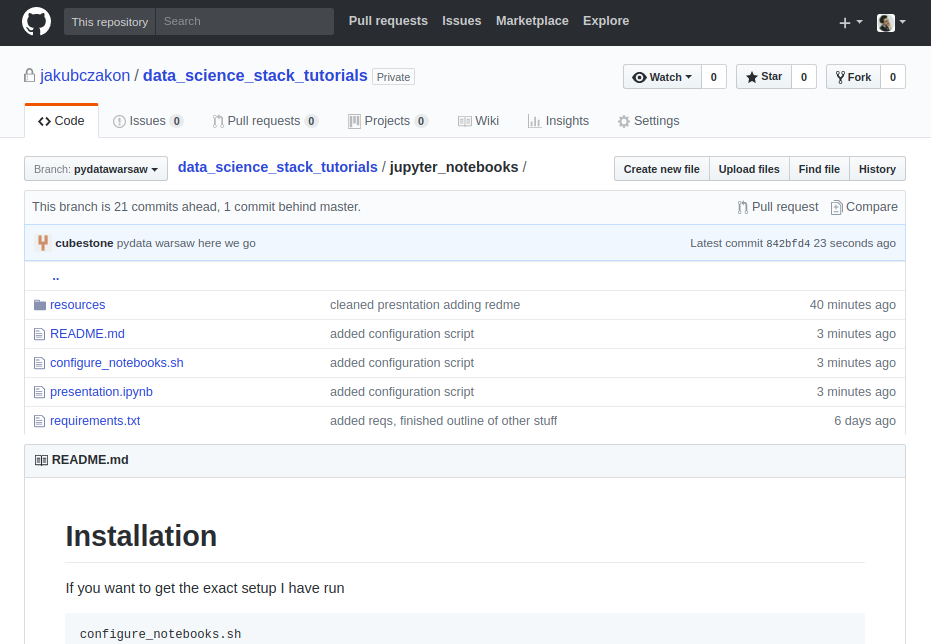 This repository Search Pull requests Issues Marketplace Explore
jakubczakon / data_science_stack_tutorials Private Watch 0 Star 0 Fork 0
Code Issues 0 Pull requests 0 Projects 0 Wiki Insights Settings
Branch: pydatawarsaw data_science_stack_tutorials / jupyter_notebooks / Create new file Upload files Find file History
This branch is 21 commits ahead, 1 commit behind master. Pull request Compare
cubestone pydata warsaw here we go Latest commit 842bfd4 23 seconds ago
..
resources cleaned presntation adding redme 40 minutes ago
README.md added configuration script 3 minutes ago
configure_notebooks.sh added configuration script 3 minutes ago
presentation.ipynb added configuration script 3 minutes ago
requirements.txt added reqs, finished outline of other stuff 6 days ago
README.md
Installation
If you want to get the exact setup I have run
configure_notebooks.sh